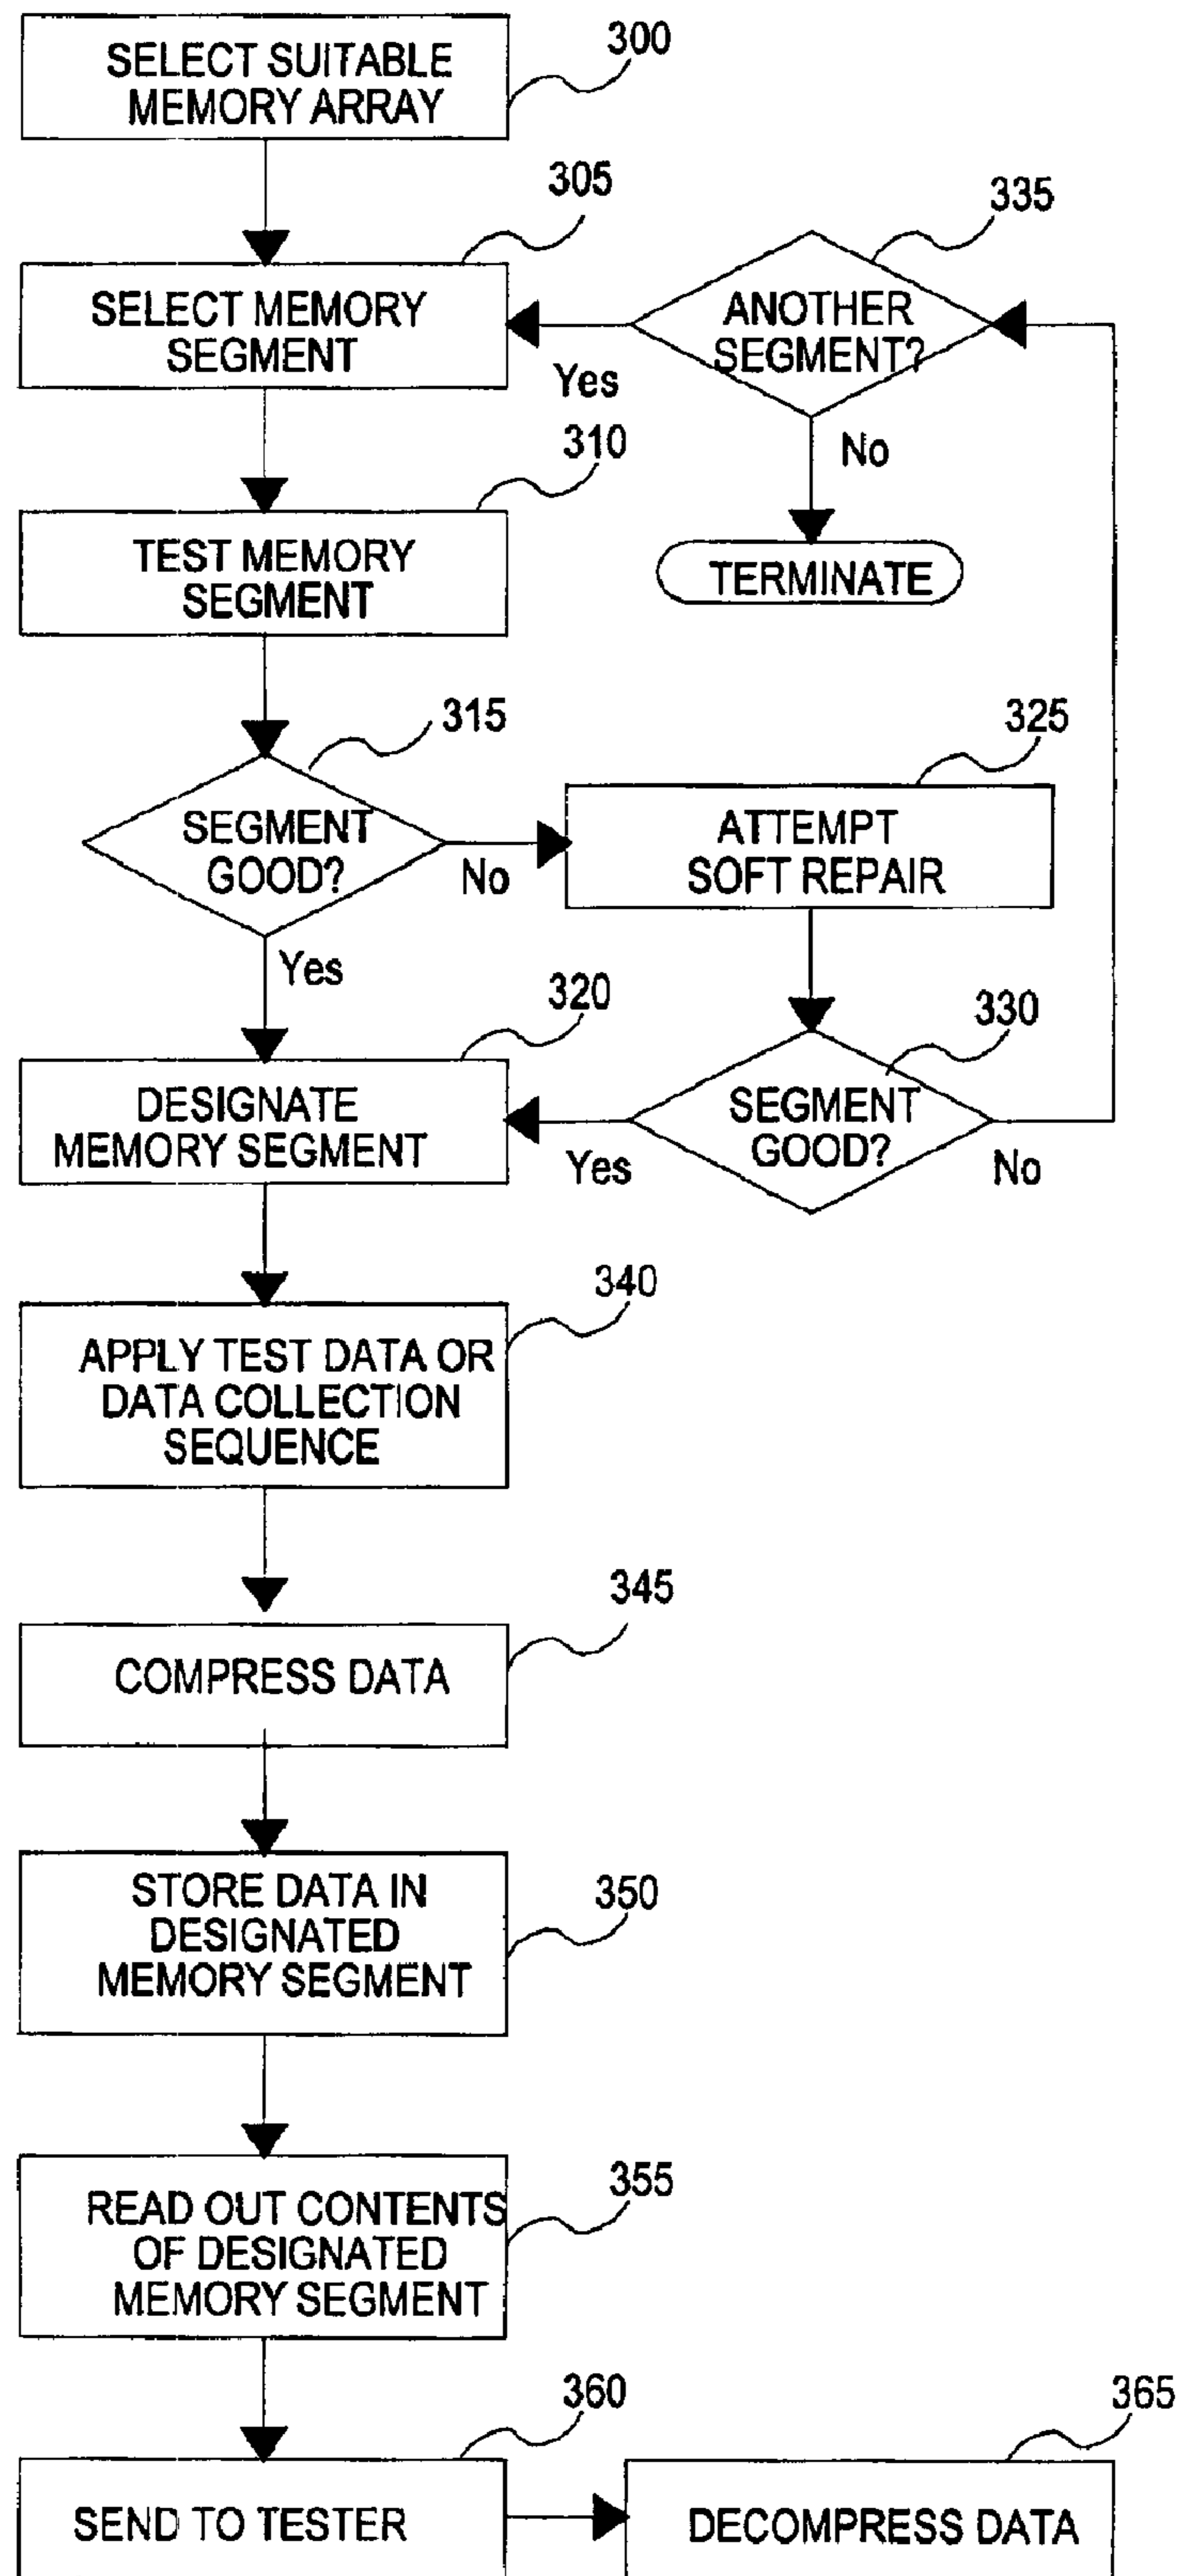 SELECT SUITABLE
MEMORY ARRAY
300
305
335
SELECT MEMORY
SEGMENT
ANOTHER
SEGMENT?
Yes
No
310
TEST MEMORY
SEGMENT
TERMINATE
315
325
SEGMENT
GOOD?
No
ATTEMPT
SOFT REPAIR
Yes
320
330
DESIGNATE
MEMORY SEGMENT
SEGMENT
GOOD?
Yes
No
340
APPLY TEST DATA OR
DATA COLLECTION
SEQUENCE
345
COMPRESS DATA
STORE DATA IN
DESIGNATED
MEMORY SEGMENT
350
READ OUT CONTENTS
OF DESIGNATED
MEMORY SEGMENT
355
360
365
SEND TO TESTER
DECOMPRESS DATA